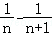 1/n - 1/(n+1)